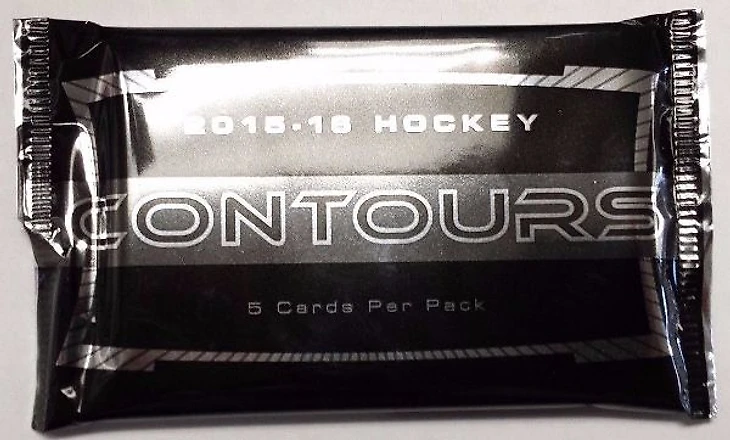 2015-16 HOCKEY
CONTOURS
5 Cards Per Pack